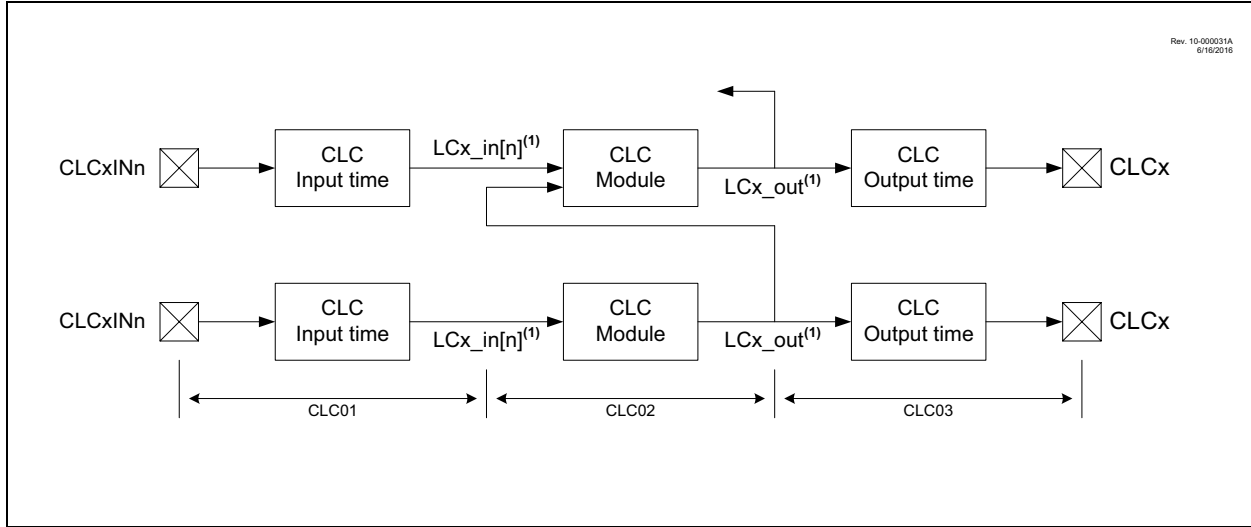 Rev. 10-000031A
6/16/2016
CLCxINn
CLC
Input time
LCx_in[n](1)
CLC
Module
LCx_out(1)
CLC
Output time
CLCx
CLCxINn
CLC
Input time
LCx_in[n](1)
CLC
Module
LCx_out(1)
CLC
Output time
CLCx
CLC01
CLC02
CLC03